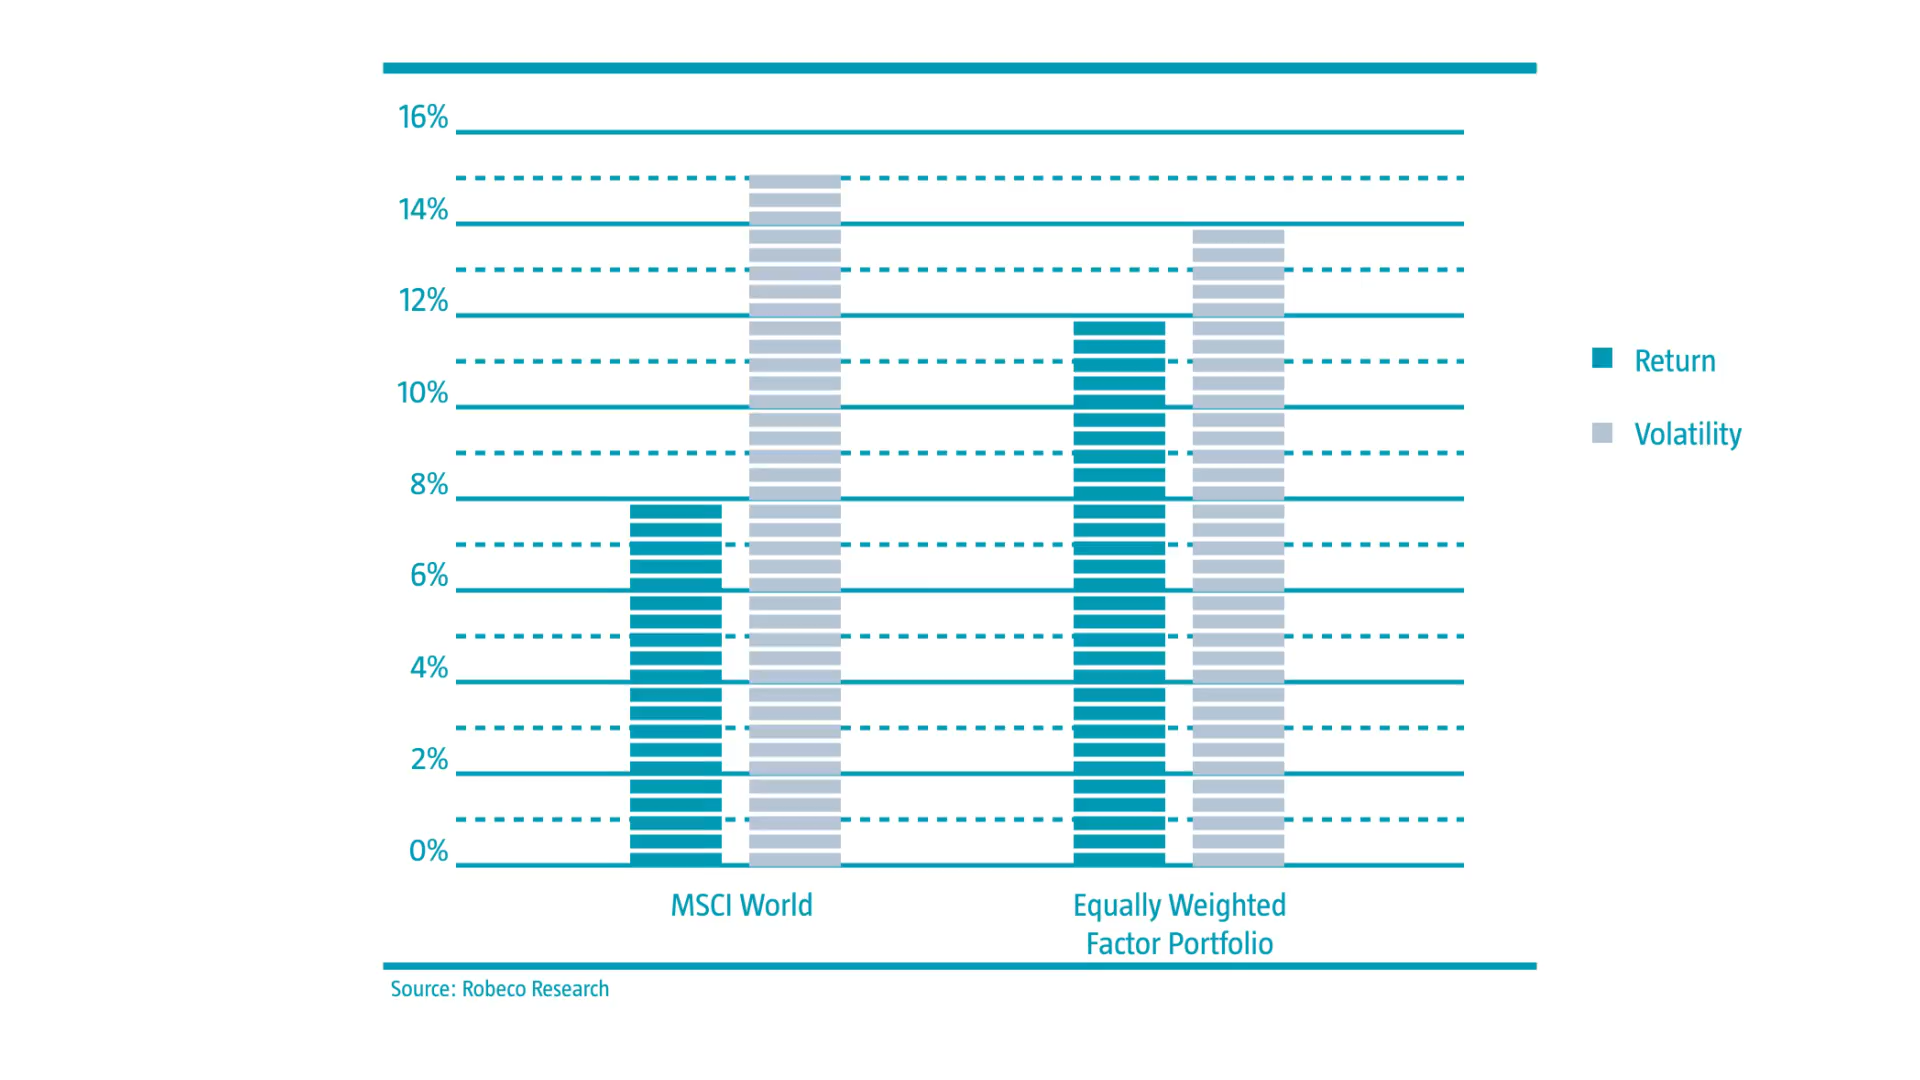 16%
14%
12%
10%
8%
6%
4%
2%
0%
Return
Volatility
MSCI World
Equally Weighted
Factor Portfolio
Source: Robeco Research